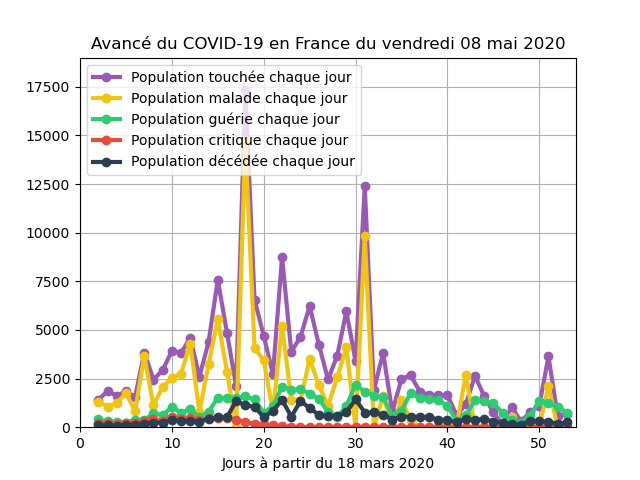 Avancé du COVID-19 en France du vendredi 08 mai 2020
Population touchée chaque jour
Population malade chaque jour
Population guérie chaque jour
Population critique chaque jour
Population décédée chaque jour
17500
15000
12500
10000
7500
5000
2500
0
0 10 20 30 40 50
Jours à partir du 18 mars 2020